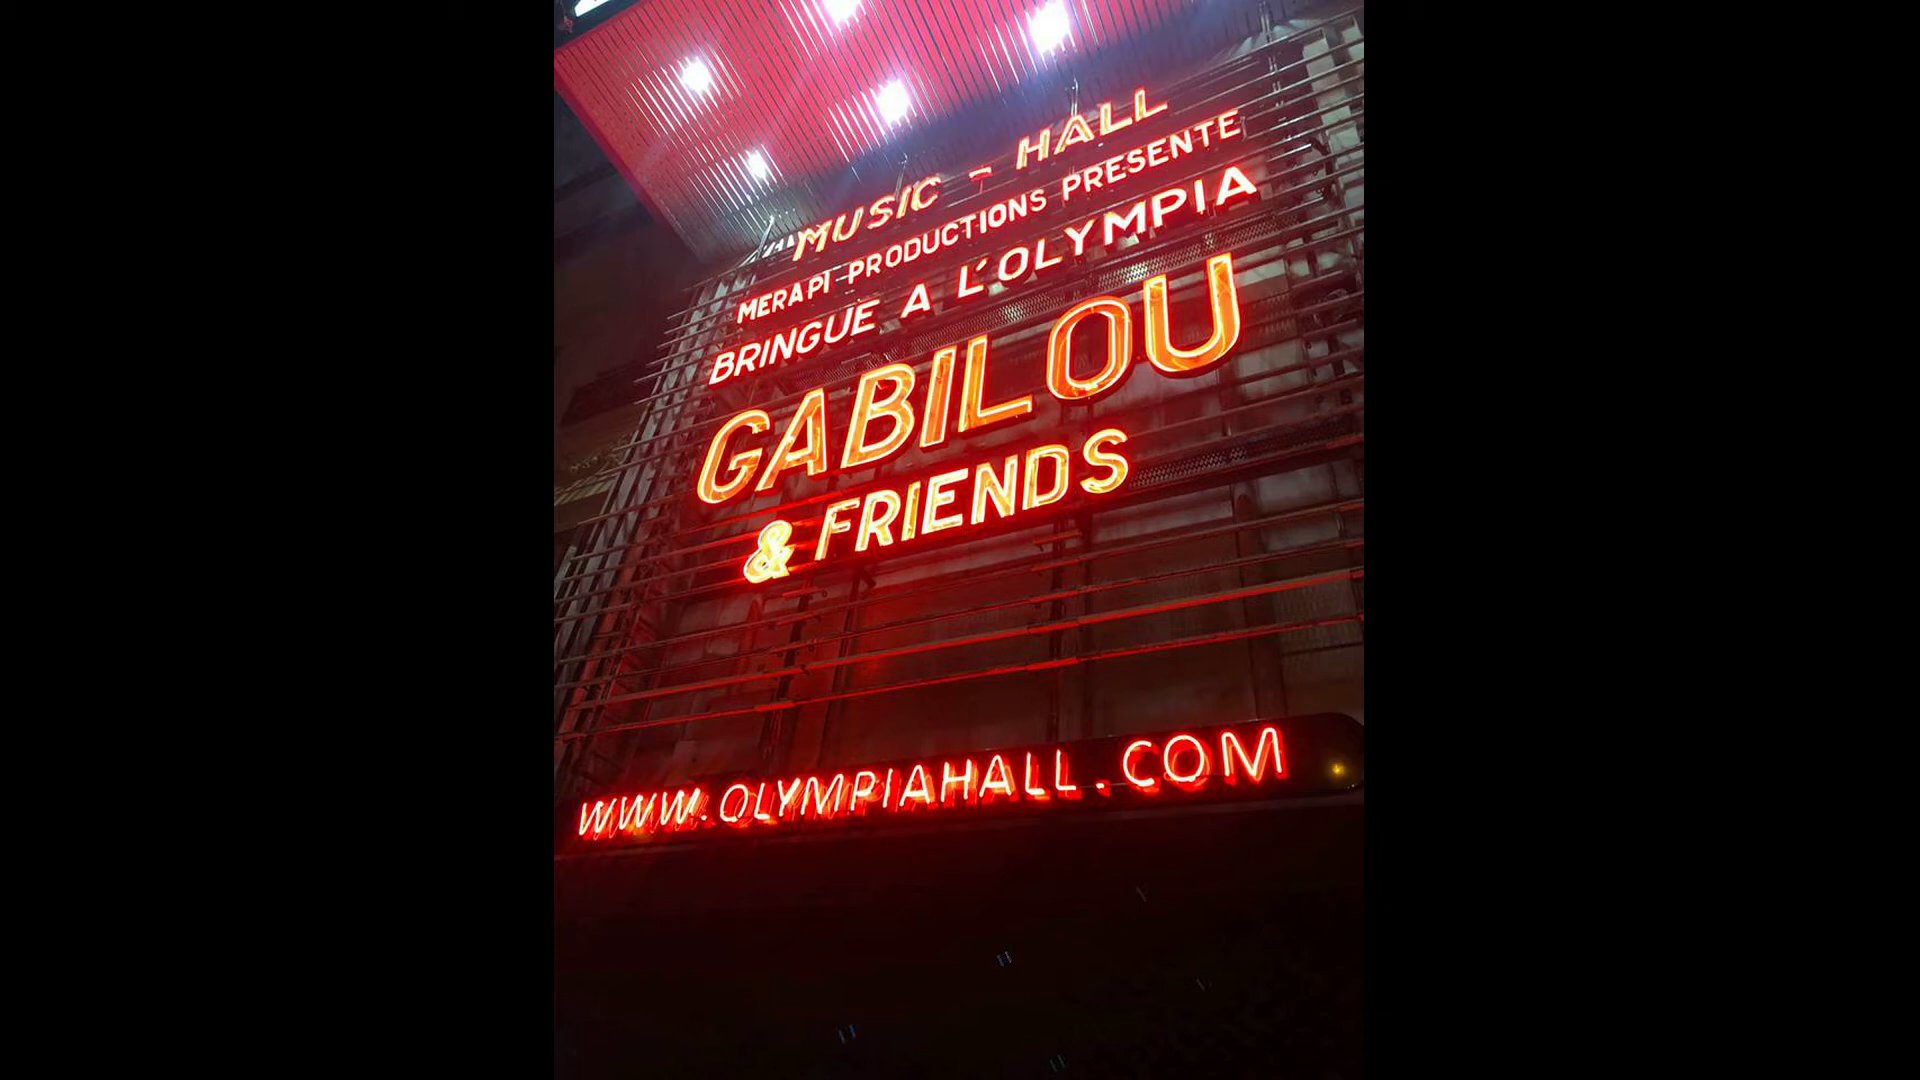 MUSIC - HALL
MERAPI PRODUCTIONS PRESENTE
BRINGUE A L'OLYMPIA
GABILOU
& FRIENDS
WWW.OLYMPIAHALL.COM